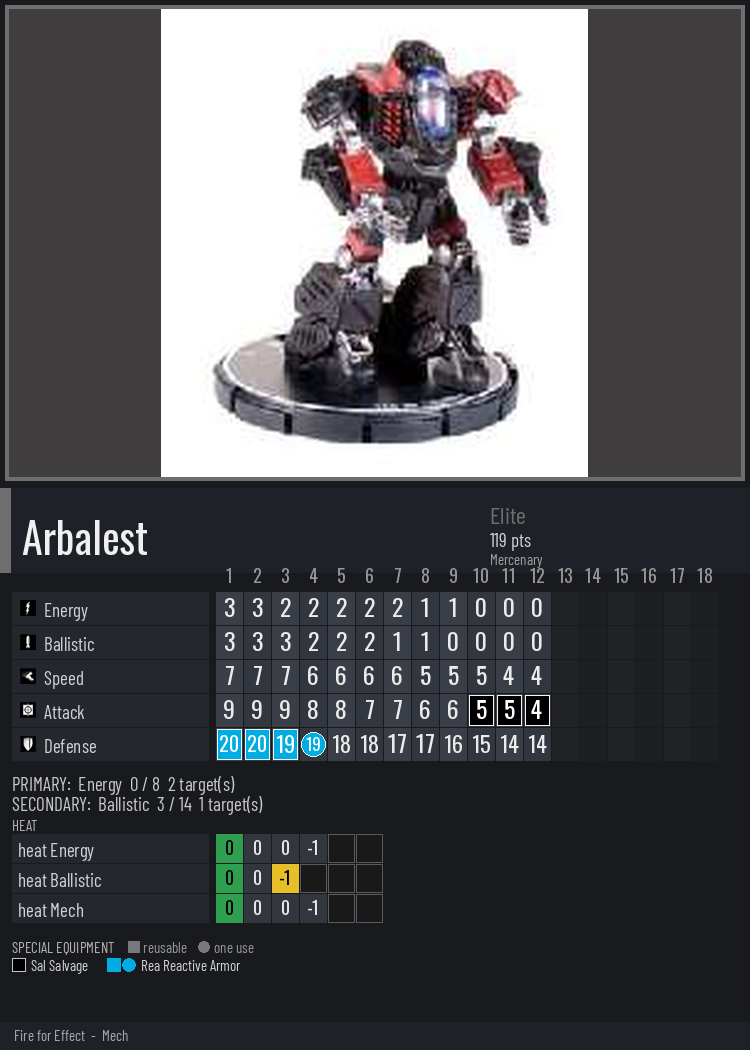 Arbalest
Elite
119 pts
Mercenary
1 2 3 4 5 6 7 8 9 10 11 12 13 14 15 16 17 18
Energy 3 3 2 2 2 2 2 1 1 0 0 0
Ballistic 3 3 3 2 2 2 1 1 0 0 0 0
Speed 7 7 7 6 6 6 6 5 5 5 4 4
Attack 9 9 9 8 8 7 7 6 6 5 5 4
Defense 20 20 19 19 18 18 17 17 16 15 14 14
PRIMARY: Energy 0 / 8 2 target(s)
SECONDARY: Ballistic 3 / 14 1 target(s)
HEAT
heat Energy 0 0 0 -1
heat Ballistic 0 0 -1
heat Mech 0 0 0 -1
SPECIAL EQUIPMENT reusable one use
Sal Salvage Rea Reactive Armor
Fire for Effect - Mech